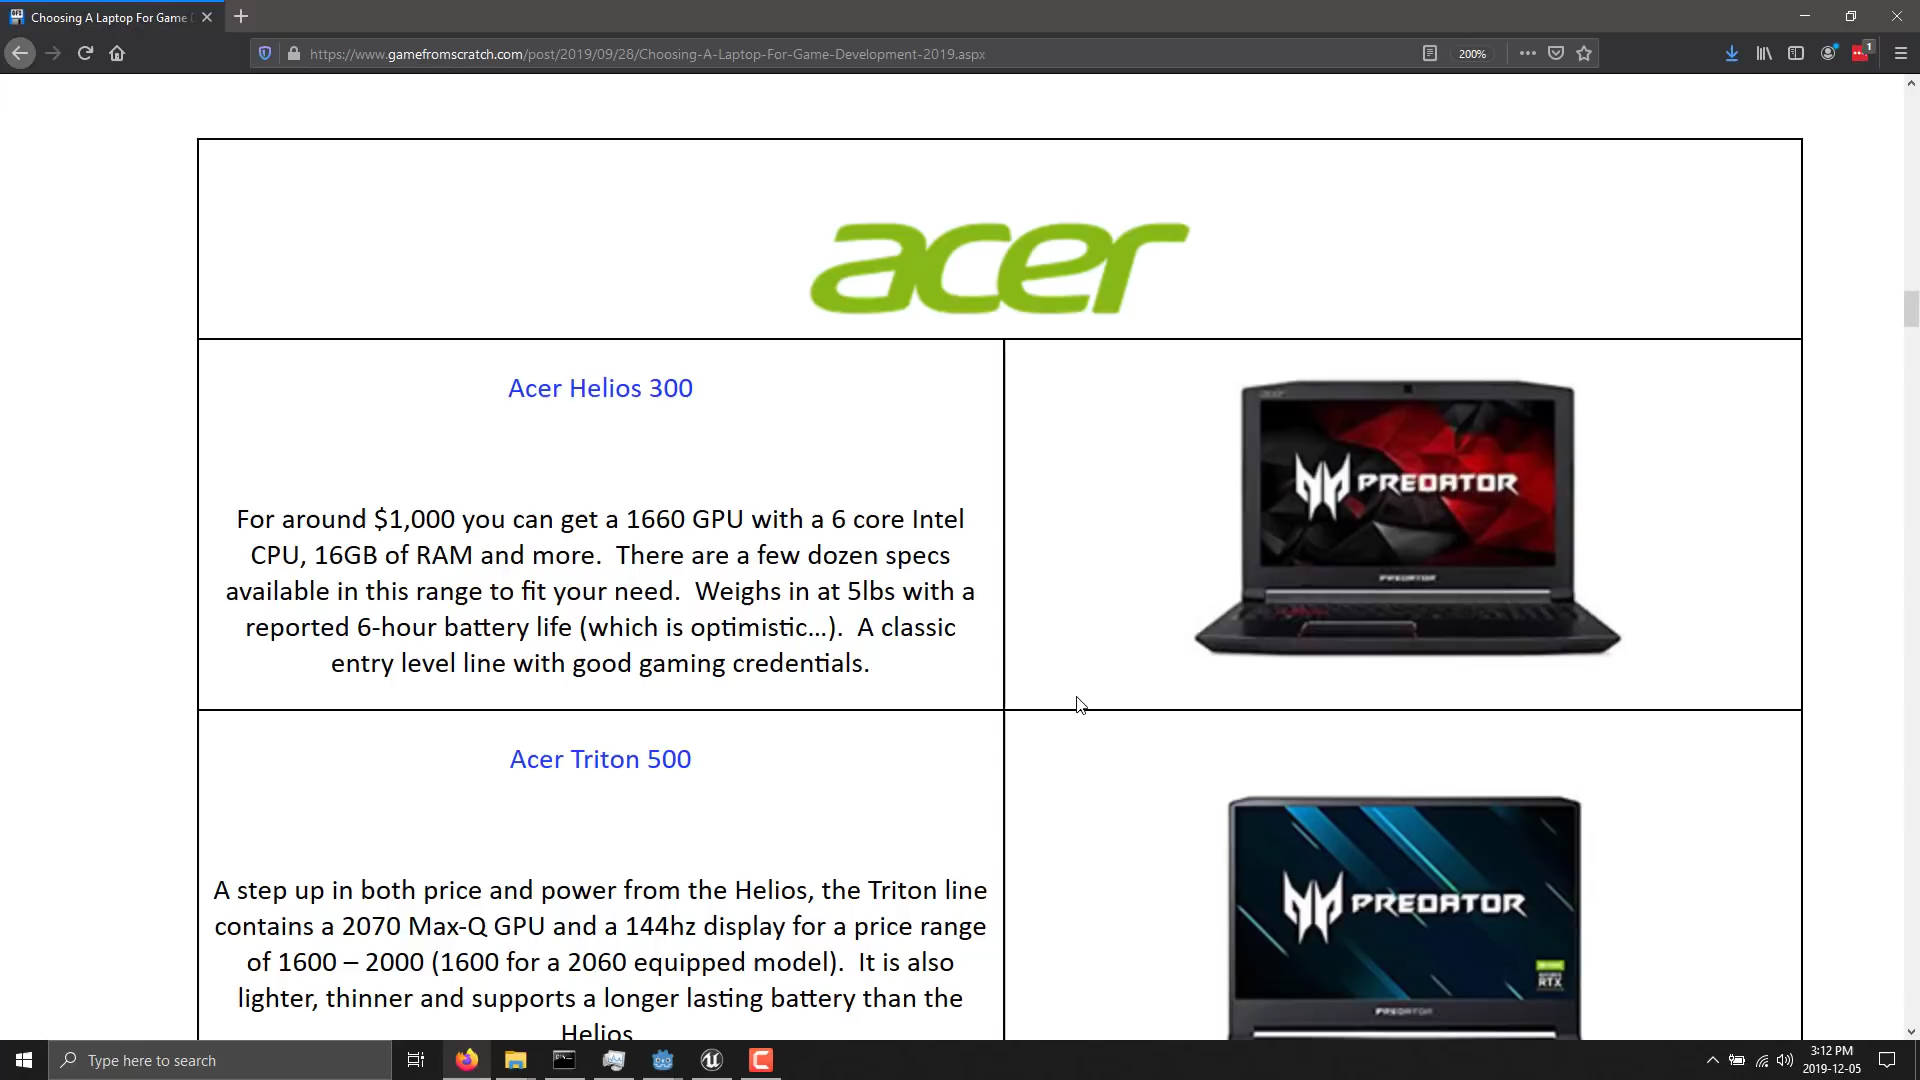 Choosing A Laptop For Game D
https://www.gamefromscratch.com/post/2019/09/28/Choosing-A-Laptop-For-Game-Development-2019.aspx
200%
1
acer
Acer Helios 300
For around $1,000 you can get a 1660 GPU with a 6 core Intel
CPU, 16GB of RAM and more. There are a few dozen specs
available in this range to fit your need. Weighs in at 5lbs with a
reported 6-hour battery life (which is optimistic...). A classic
entry level line with good gaming credentials.
acer
PREDATOR
PREDATOR
Acer Triton 500
A step up in both price and power from the Helios, the Triton line
contains a 2070 Max-Q GPU and a 144hz display for a price range
of 1600 – 2000 (1600 for a 2060 equipped model). It is also
lighter, thinner and supports a longer lasting battery than the
Helios
PREDATOR
RTX
PREDATOR
Type here to search
3:12 PM
2019-12-05